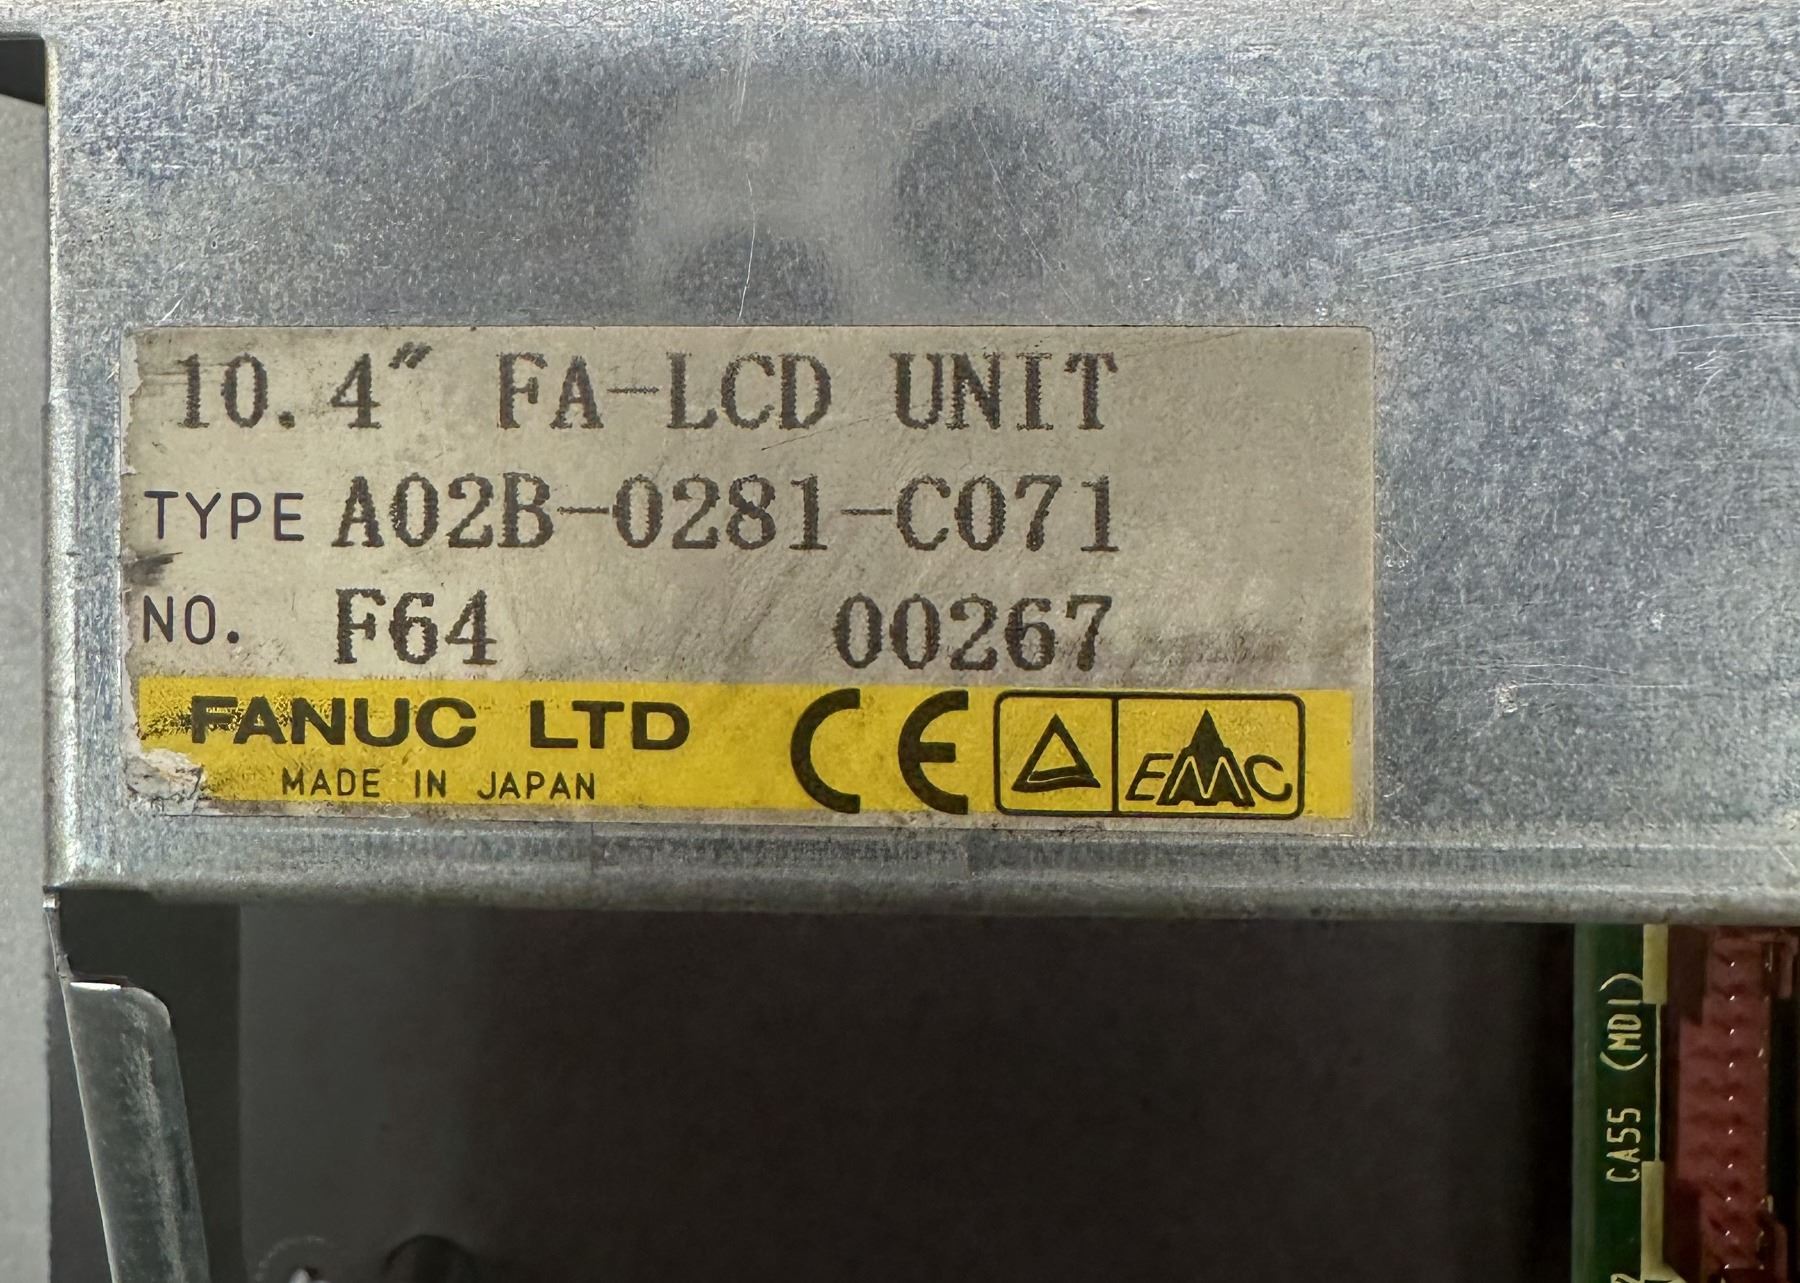 10.4" FA-LCD UNIT
TYPE A02B-0281-C071
NO. F64 00267
FANUC LTD
MADE IN JAPAN
CE
EMC
CA55 (MDI)